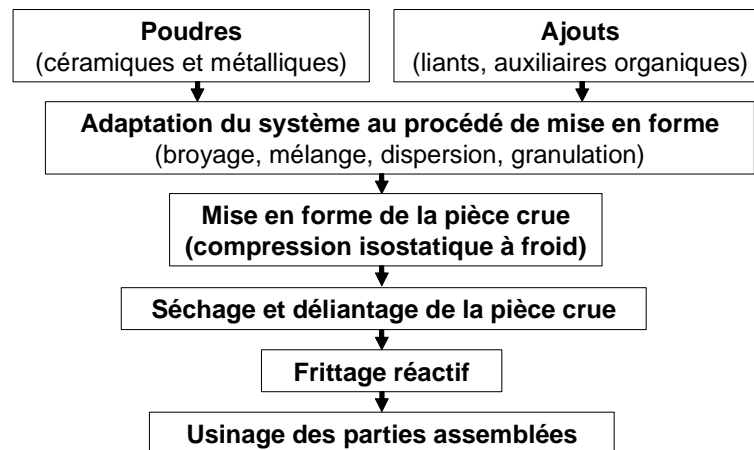 Poudres
(céramiques et métalliques)
Ajouts
(liants, auxiliaires organiques)
Adaptation du système au procédé de mise en forme
(broyage, mélange, dispersion, granulation)
Mise en forme de la pièce crue
(compression isostatique à froid)
Séchage et déliantage de la pièce crue
Frittage réactif
Usinage des parties assemblées